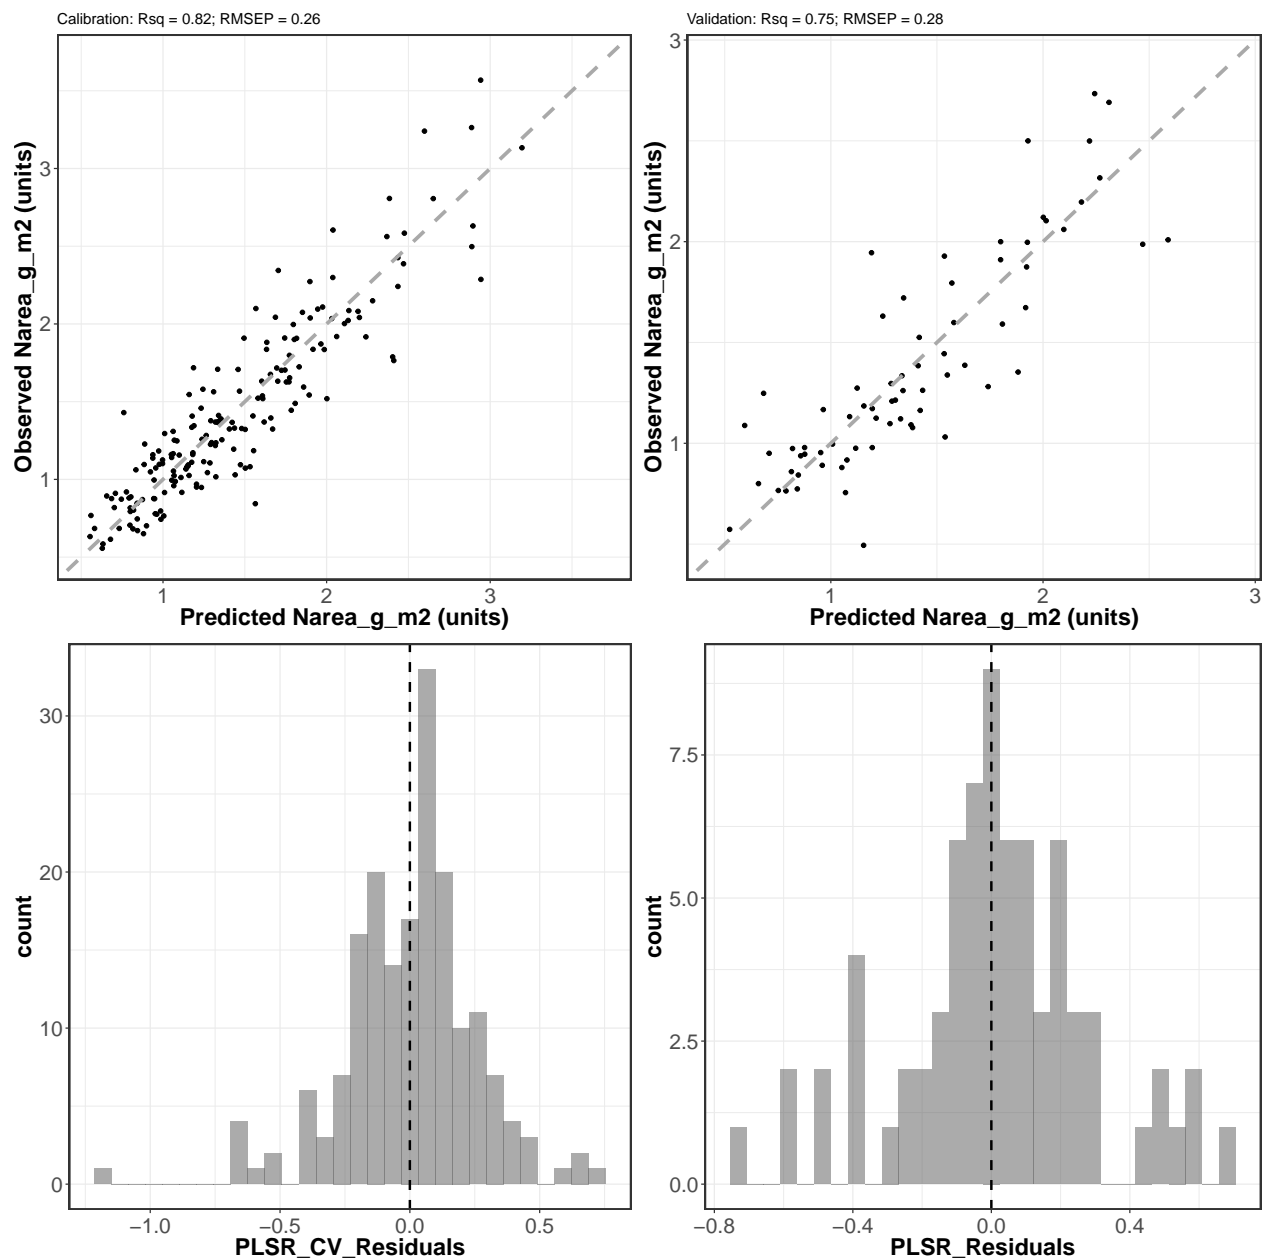 Calibration: Rsq = 0.82; RMSEP = 0.26
Observed Narea_g_m2 (units)
3
2
1
1 2 3
Predicted Narea_g_m2 (units)
Validation: Rsq = 0.75; RMSEP = 0.28
Observed Narea_g_m2 (units)
3
2
1
1 2 3
Predicted Narea_g_m2 (units)
count
30
20
10
0
−1.0 −0.5 0.0 0.5
PLSR_CV_Residuals
count
7.5
5.0
2.5
0.0
−0.8 −0.4 0.0 0.4
PLSR_Residuals